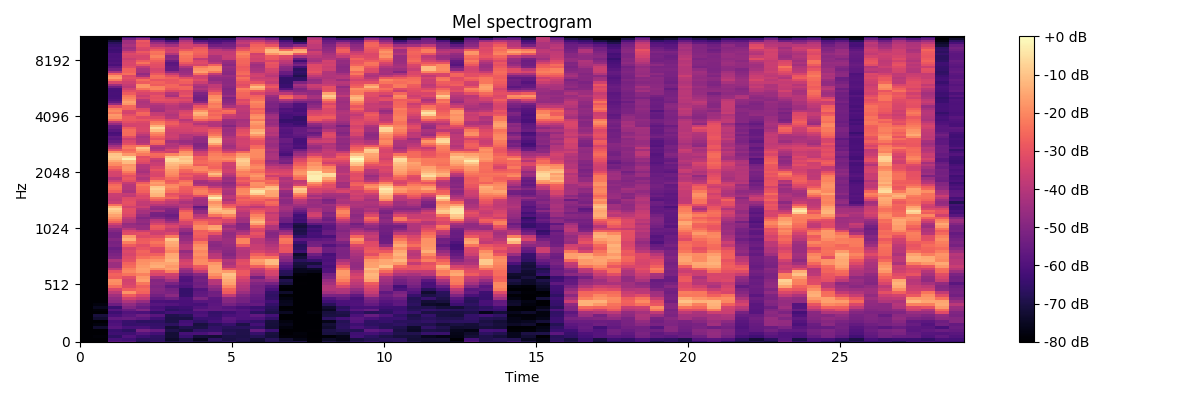 Mel spectrogram
+0 dB
8192
-10 dB
-20 dB
4096
-30 dB
Hz
2048
-40 dB
1024
-50 dB
-60 dB
512
-70 dB
0
-80 dB
0 5 10 15 20 25
Time